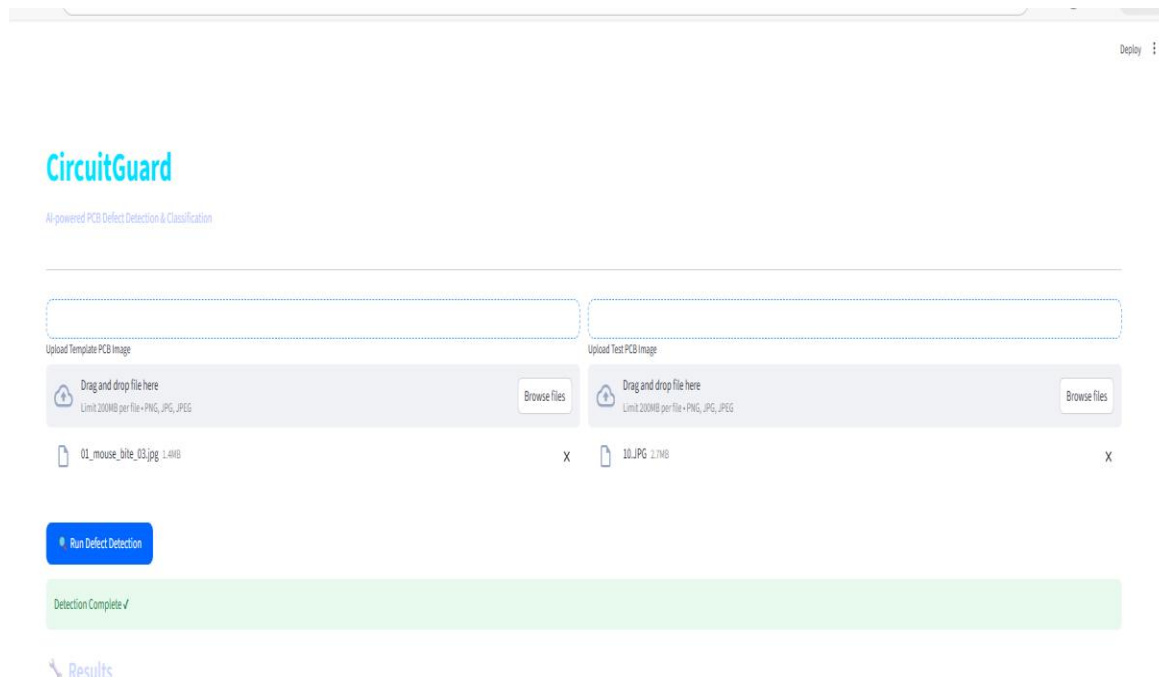 Deploy
CircuitGuard
AI-powered PCB Defect Detection & Classification
Upload Template PCB Image
Drag and drop file here
Limit 200MB per file • PNG, JPG, JPEG
Browse files
01_mouse_bite_03.jpg 1.4MB
X
Upload Test PCB Image
Drag and drop file here
Limit 200MB per file • PNG, JPG, JPEG
Browse files
10.JPG 2.7MB
X
Run Defect Detection
Detection Complete ✓
Results